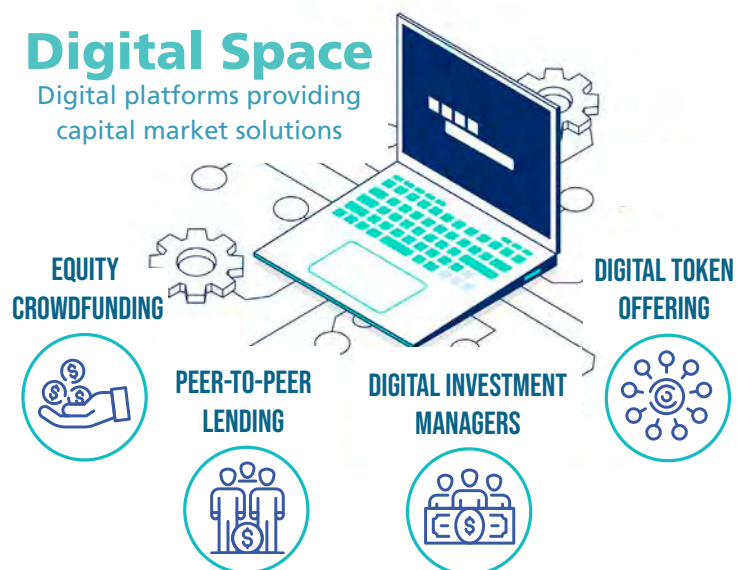 Digital Space
Digital platforms providing
capital market solutions
EQUITY
CROWDFUNDING
PEER-TO-PEER
LENDING
DIGITAL INVESTMENT
MANAGERS
DIGITAL TOKEN
OFFERING